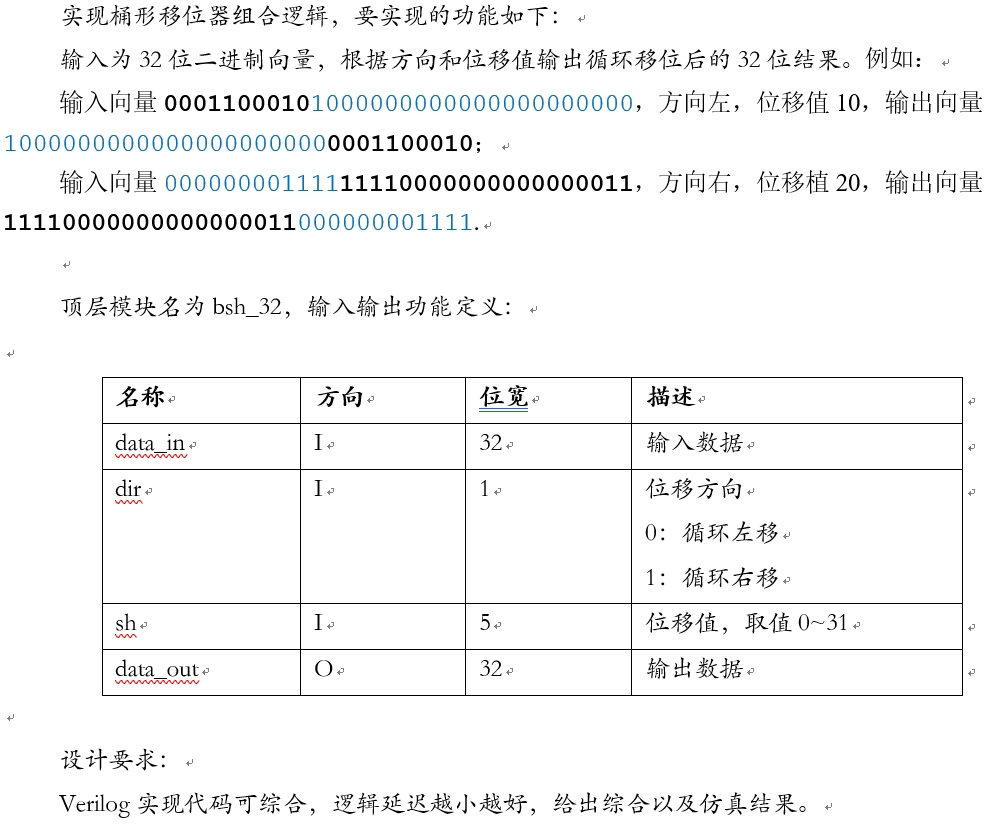 实现桶形移位器组合逻辑，要实现的功能如下：
输入为 32 位二进制向量，根据方向和位移值输出循环移位后的 32 位结果。例如：
输入向量 00011000101000000000000000000000，方向左，位移值 10，输出向量
10000000000000000000000001100010；
输入向量 00000000111111110000000000000011，方向右，位移植 20，输出向量
11110000000000000011000000001111.
顶层模块名为 bsh_32，输入输出功能定义：
名称 方向 位宽 描述
data_in I 32 输入数据
dir I 1 位移方向
0：循环左移
1：循环右移
sh I 5 位移值，取值 0~31
data_out O 32 输出数据
设计要求：
Verilog 实现代码可综合，逻辑延迟越小越好，给出综合以及仿真结果。